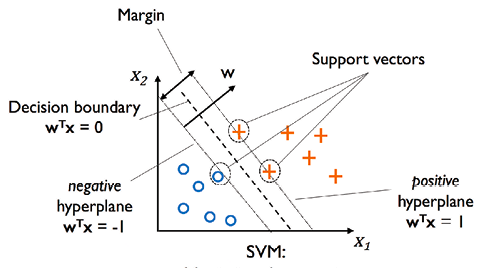 Margin
X2
w
Support vectors
Decision boundary
wTx = 0
negative
hyperplane
wTx = -1
positive
hyperplane
wTx = 1
X1
SVM: